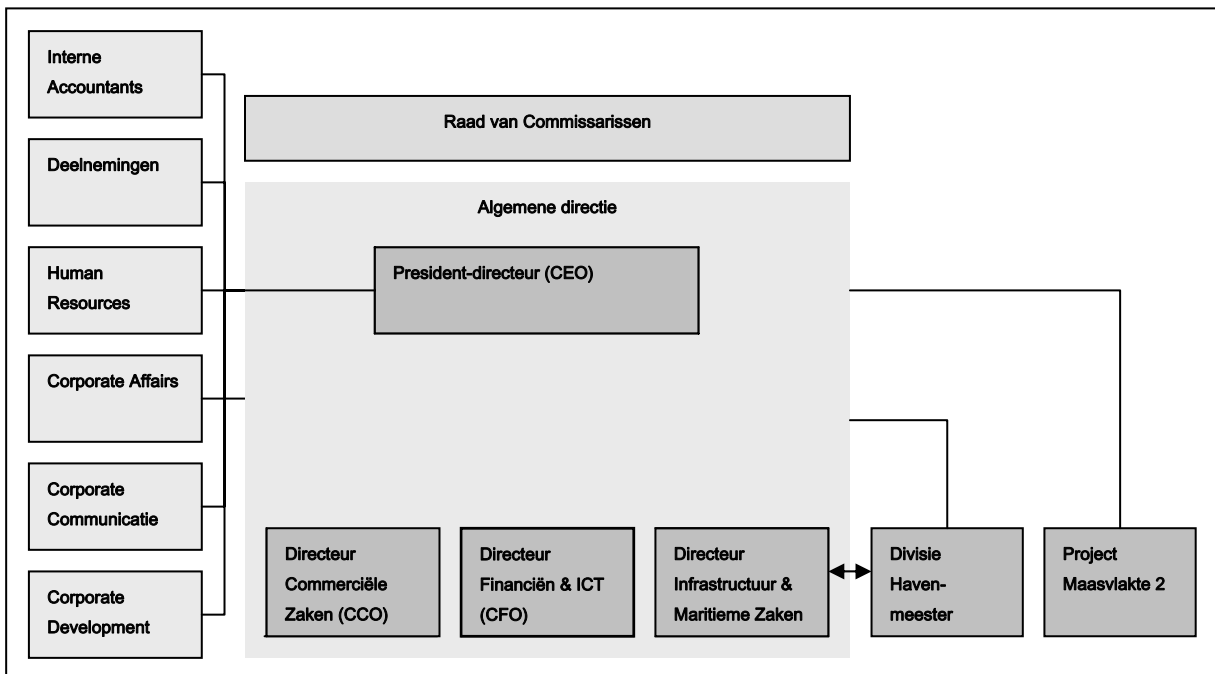 Interne
Accountants
Deelnemingen
Human
Resources
Corporate Affairs
Corporate
Communicatie
Corporate
Development
Raad van Commissarissen
Algemene directie
President-directeur (CEO)
Directeur
Commerciële
Zaken (CCO)
Directeur
Financiën & ICT
(CFO)
Directeur
Infrastructuur &
Maritieme Zaken
Divisie
Haven-
meester
Project
Maasvlakte 2